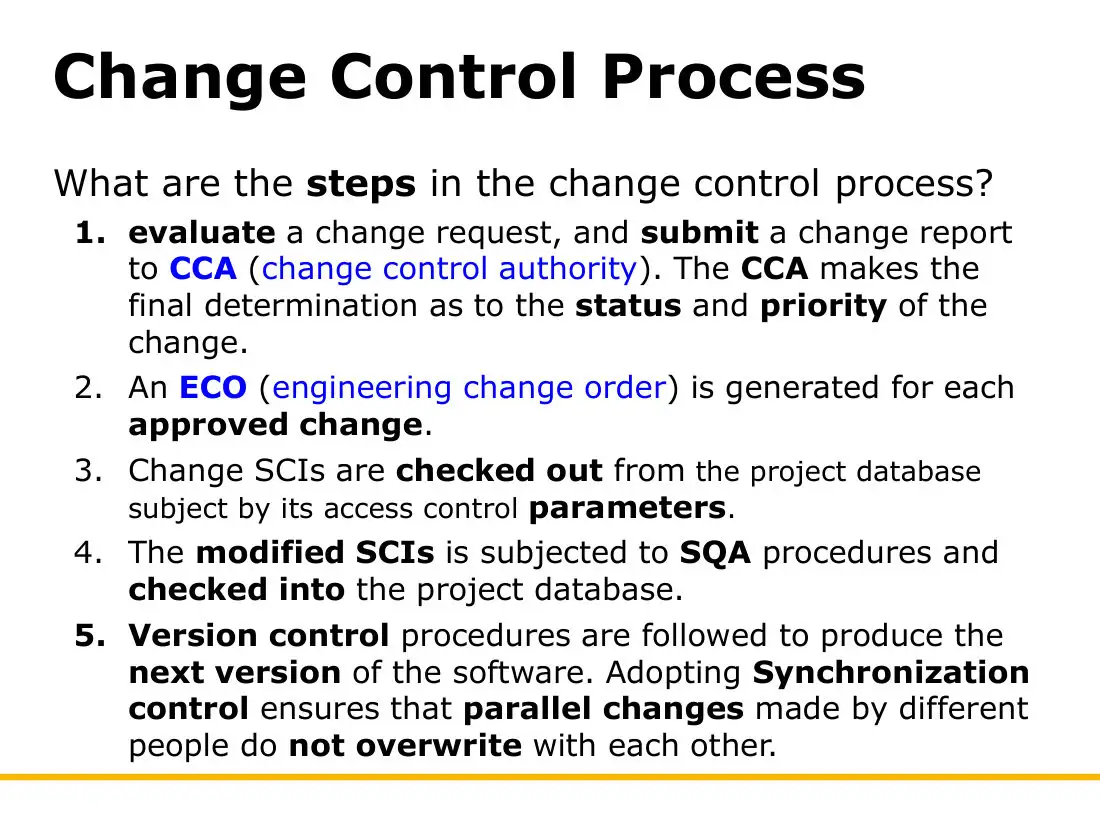 Change Control Process
What are the steps in the change control process?
1. evaluate a change request, and submit a change report
to CCA (change control authority). The CCA makes the
final determination as to the status and priority of the
change.
2. An ECO (engineering change order) is generated for each
approved change.
3. Change SCIs are checked out from the project database
subject by its access control parameters.
4. The modified SCIs is subjected to SQA procedures and
checked into the project database.
5. Version control procedures are followed to produce the
next version of the software. Adopting Synchronization
control ensures that parallel changes made by different
people do not overwrite with each other.